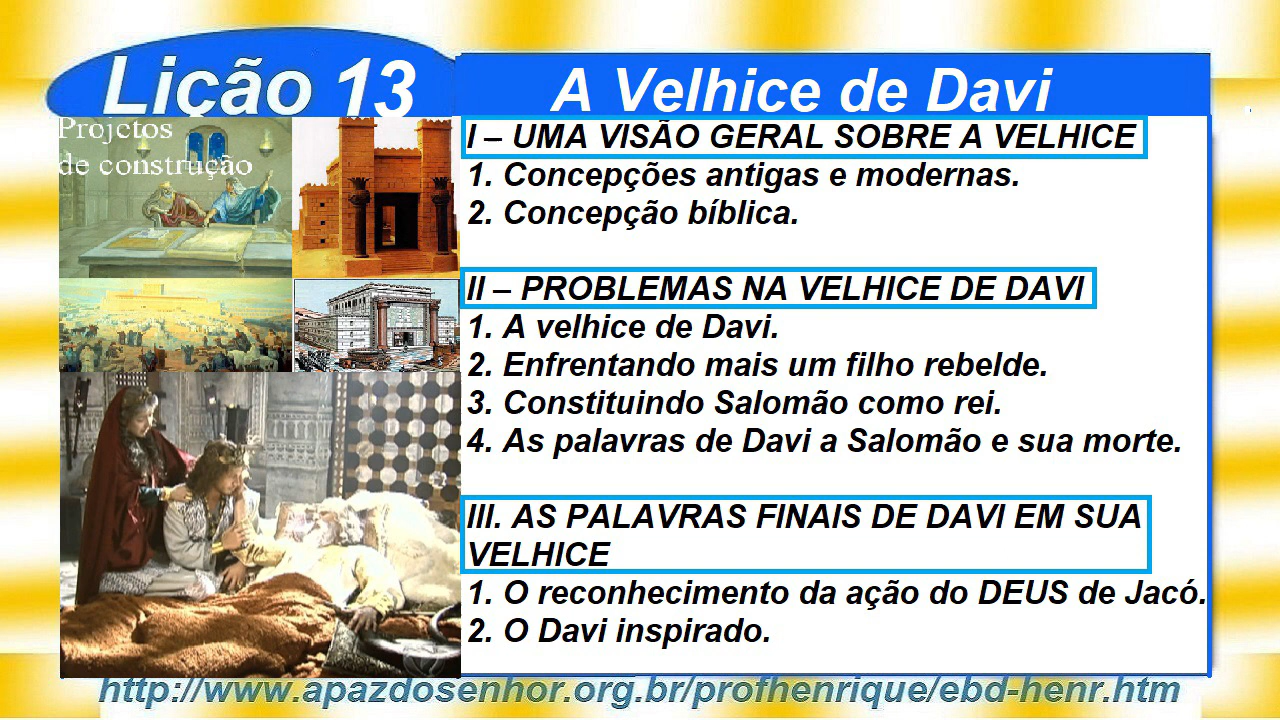 Lição 13
A Velhice de Davi
Projetos
de construção
I – UMA VISÃO GERAL SOBRE A VELHICE
1. Concepções antigas e modernas.
2. Concepção bíblica.
II – PROBLEMAS NA VELHICE DE DAVI
1. A velhice de Davi.
2. Enfrentando mais um filho rebelde.
3. Constituindo Salomão como rei.
4. As palavras de Davi a Salomão e sua morte.
III. AS PALAVRAS FINAIS DE DAVI EM SUA
VELHICE
1. O reconhecimento da ação do DEUS de Jacó.
2. O Davi inspirado.
http://www.apazdosenhor.org.br/profhenrique/ebd-henr.htm